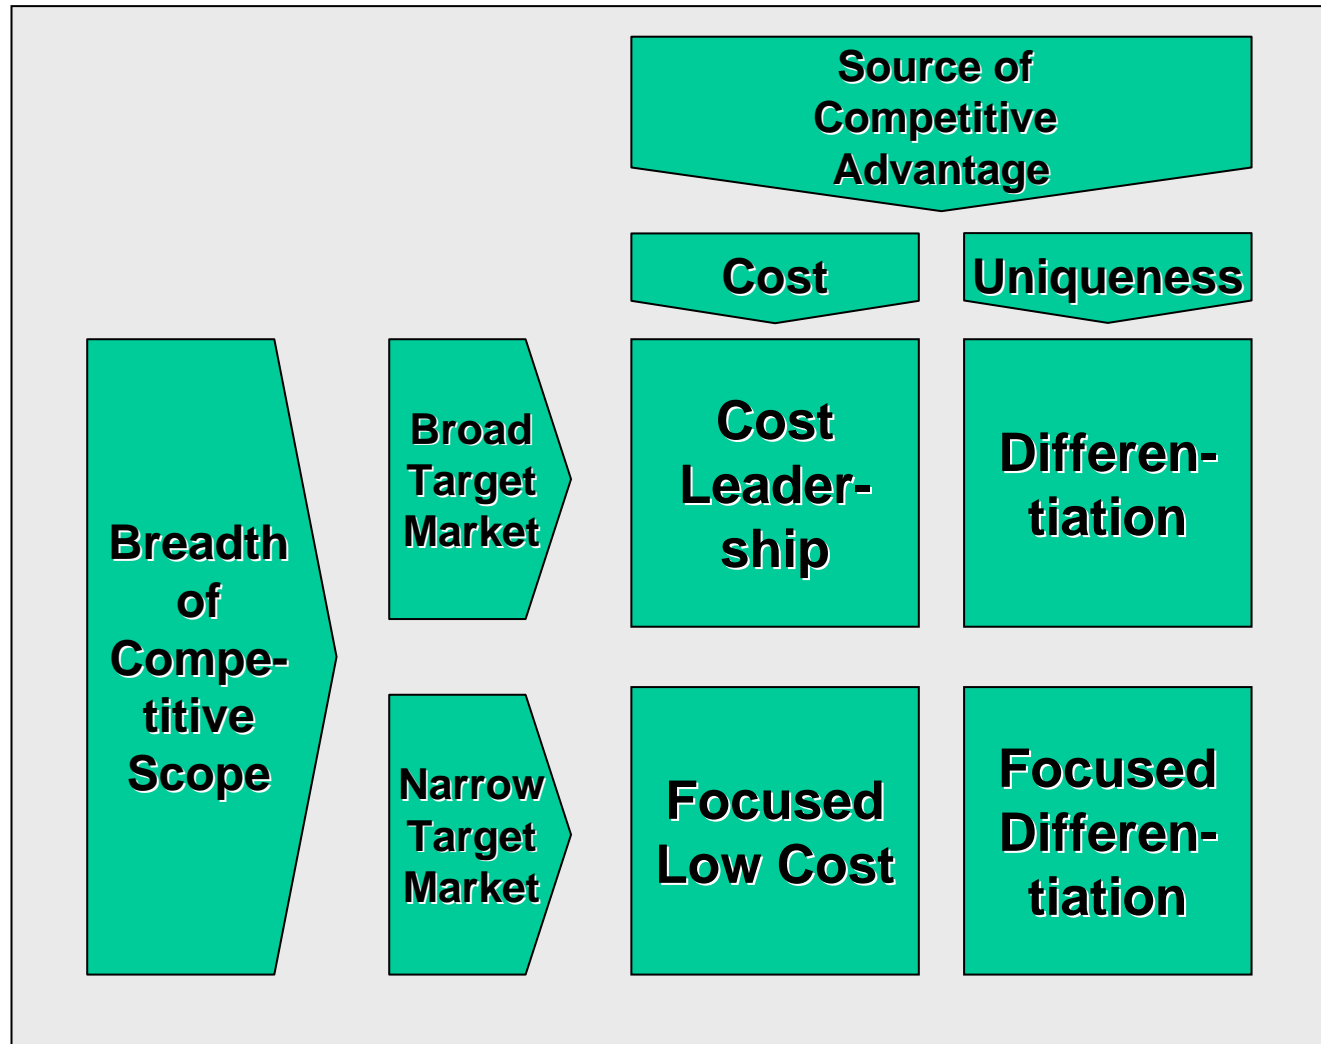 Source of
Competitive
Advantage
Cost
Uniqueness
Breadth
of
Compe-
titive
Scope
Broad
Target
Market
Cost
Leader-
ship
Differen-
tiation
Narrow
Target
Market
Focused
Low Cost
Focused
Differen-
tiation